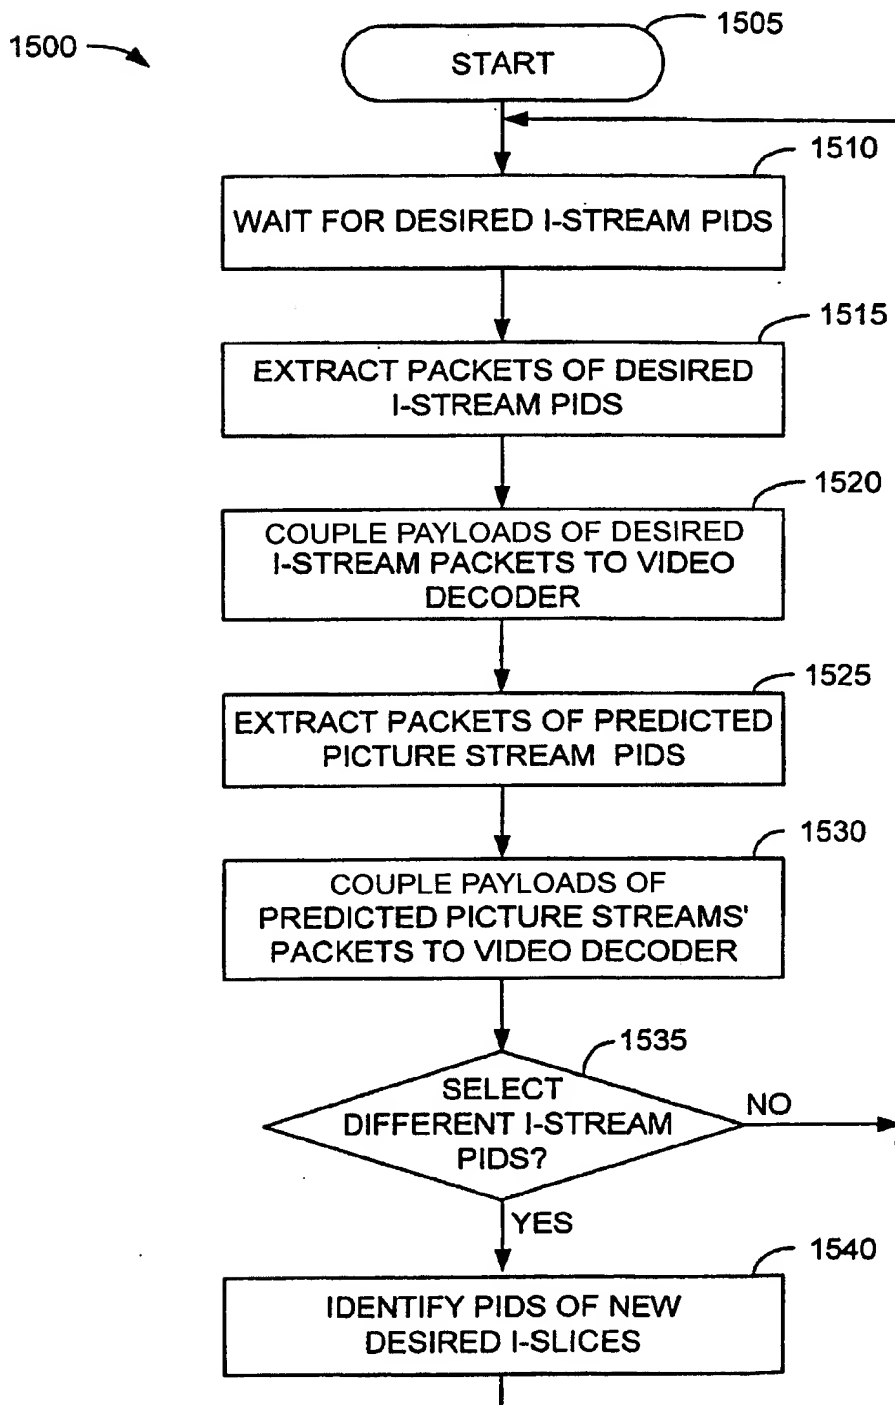 1500
1505
START
1510
WAIT FOR DESIRED I-STREAM PIDS
1515
EXTRACT PACKETS OF DESIRED
I-STREAM PIDS
1520
COUPLE PAYLOADS OF DESIRED
I-STREAM PACKETS TO VIDEO
DECODER
1525
EXTRACT PACKETS OF PREDICTED
PICTURE STREAM PIDS
1530
COUPLE PAYLOADS OF
PREDICTED PICTURE STREAMS'
PACKETS TO VIDEO DECODER
1535
SELECT
DIFFERENT I-STREAM
PIDS?
NO
YES
1540
IDENTIFY PIDS OF NEW
DESIRED I-SLICES